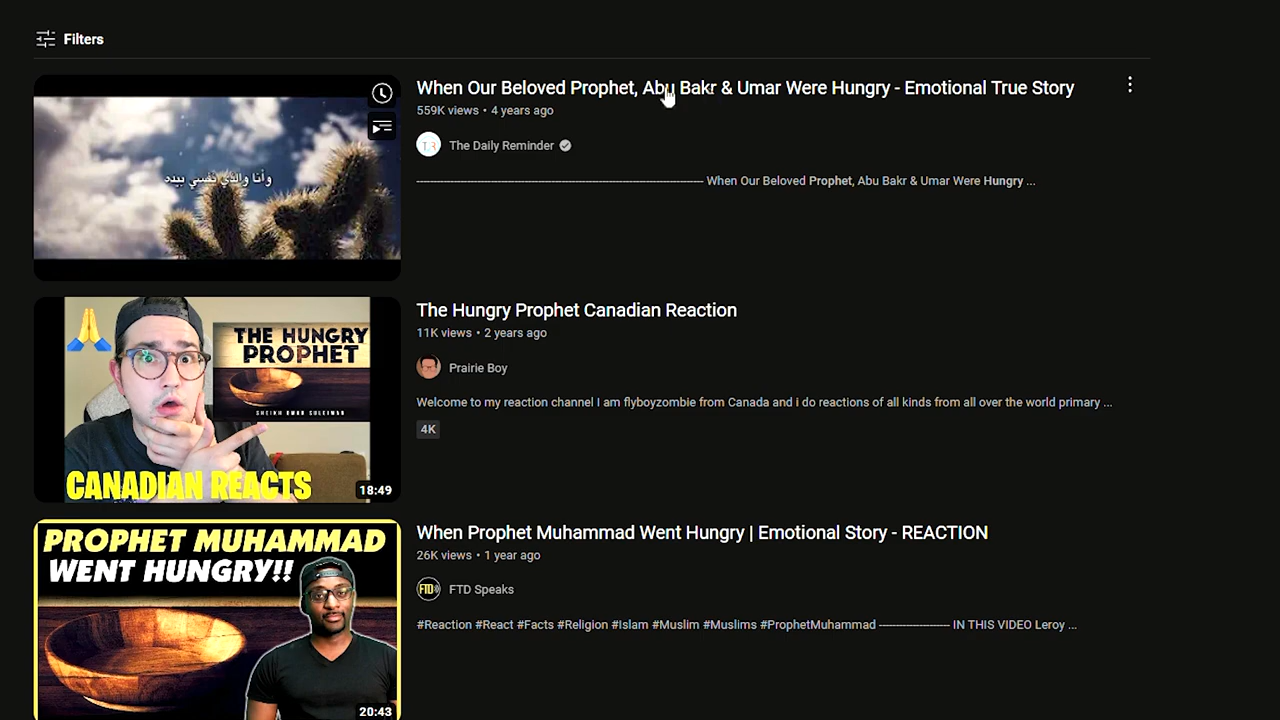 Filters
When Our Beloved Prophet, Abu Bakr & Umar Were Hungry - Emotional True Story
559K views • 4 years ago
The Daily Reminder
وأنا والذي نفسي بيده
---------------------------------------------------------------------------------- When Our Beloved Prophet, Abu Bakr & Umar Were Hungry ...
The Hungry Prophet Canadian Reaction
11K views • 2 years ago
THE HUNGRY
PROPHET
SHEIKH OMAR SULEIMAN
Prairie Boy
Welcome to my reaction channel I am flyboyzombie from Canada and i do reactions of all kinds from all over the world primary ...
4K
CANADIAN REACTS
18:49
When Prophet Muhammad Went Hungry | Emotional Story - REACTION
26K views • 1 year ago
PROPHET MUHAMMAD
WENT HUNGRY!!
FTD
FTD Speaks
#Reaction #React #Facts #Religion #Islam #Muslim #Muslims #ProphetMuhammad -------------------- IN THIS VIDEO Leroy ...
20:43